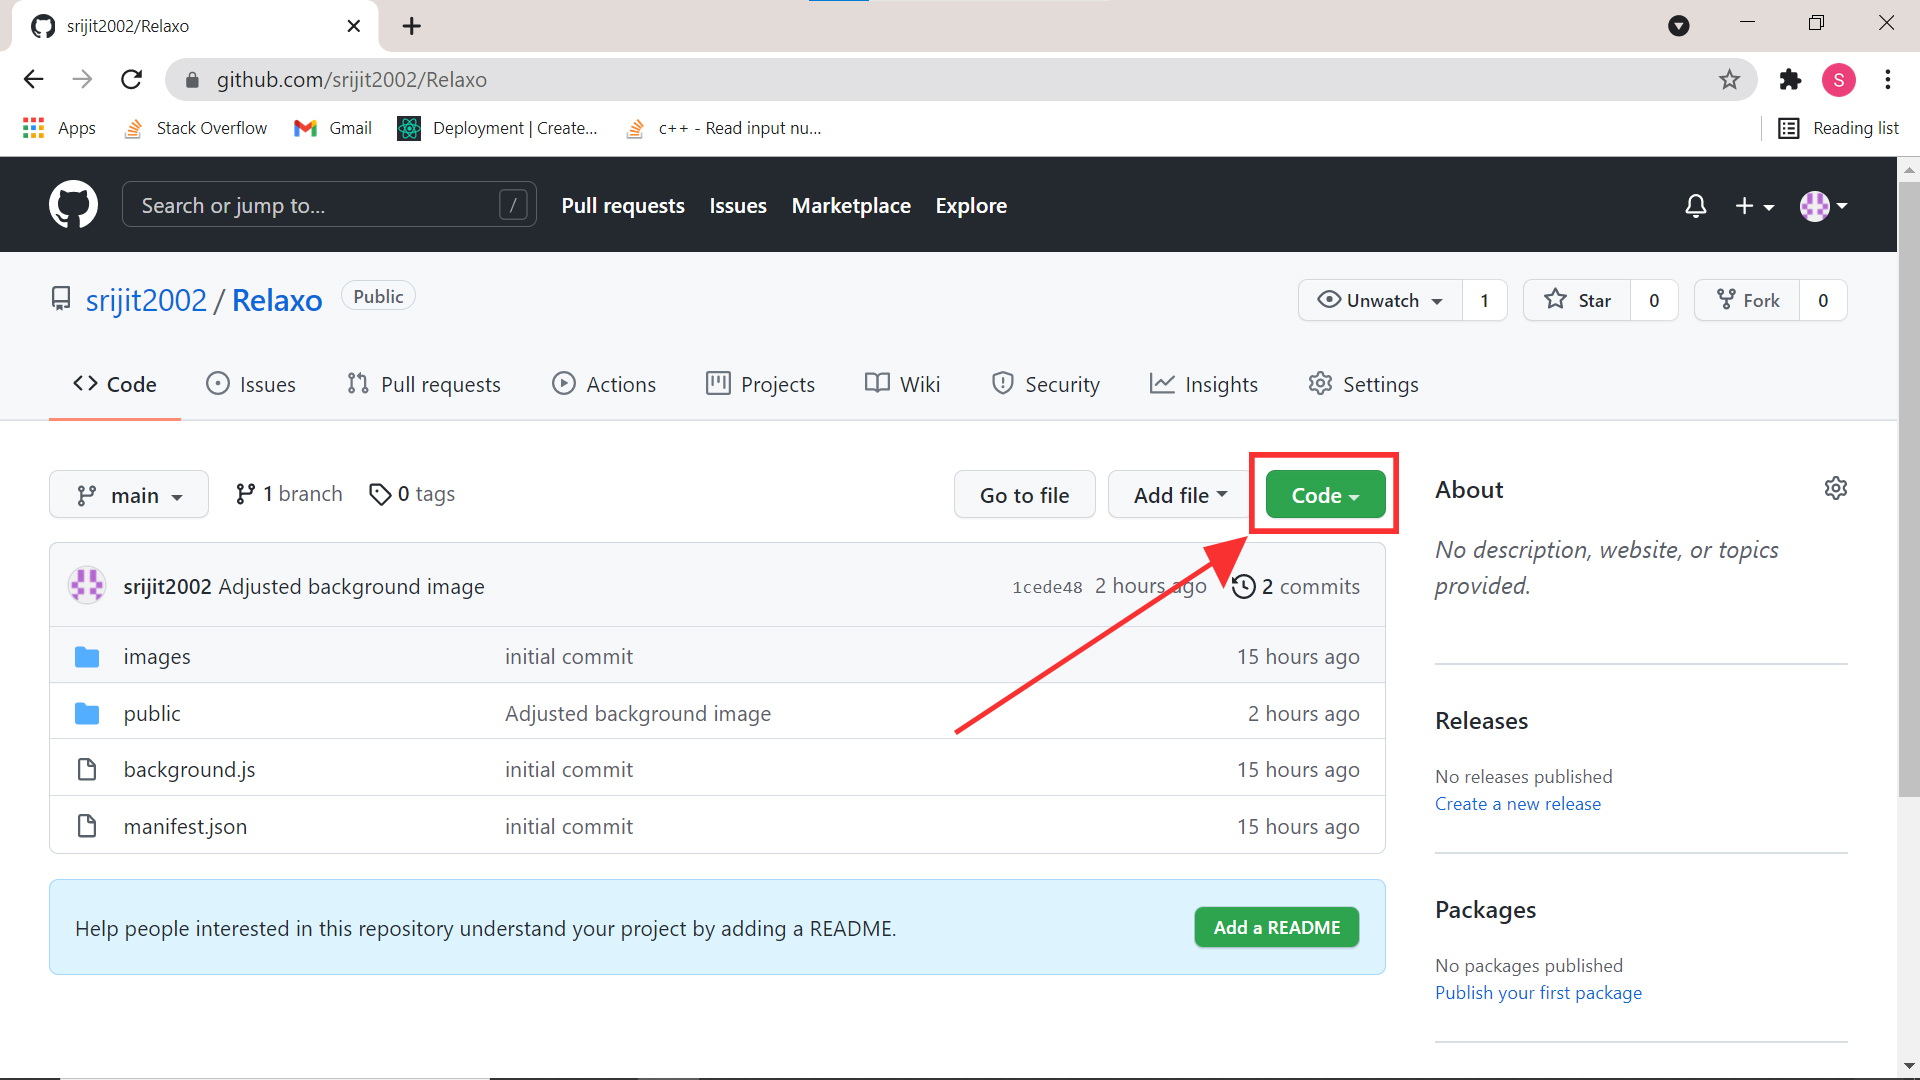 srijit2002/Relaxo
github.com/srijit2002/Relaxo
S
Apps Stack Overflow Gmail Deployment | Create... c++ - Read input nu... Reading list
Search or jump to... / Pull requests Issues Marketplace Explore
srijit2002 / Relaxo Public Unwatch 1 Star 0 Fork 0
Code Issues Pull requests Actions Projects Wiki Security Insights Settings
main 1 branch 0 tags Go to file Add file Code
srijit2002 Adjusted background image 1cede48 2 hours ago 2 commits
images initial commit 15 hours ago
public Adjusted background image 2 hours ago
background.js initial commit 15 hours ago
manifest.json initial commit 15 hours ago
Help people interested in this repository understand your project by adding a README. Add a README
About
No description, website, or topics
provided.
Releases
No releases published
Create a new release
Packages
No packages published
Publish your first package